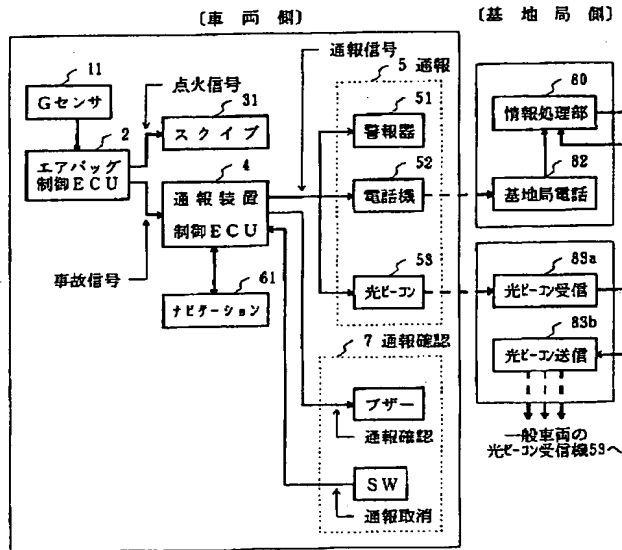 〔車両側〕
〔基地局側〕
11
Gセンサ
点火信号
通報信号
31
スクイブ
2
エアバッグ
制御ECU
4
通報装置
制御ECU
事故信号
61
ナビゲーション
5 通報
51
警報器
52
電話機
53
光ビーコン
7 通報確認
ブザー
通報確認
SW
通報取消
80
情報処理部
82
基地局電話
83a
光ビーコン受信
83b
光ビーコン送信
一般車両の
光ビーコン受信機53へ